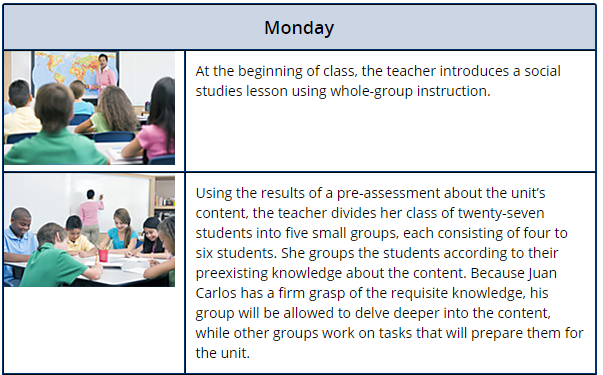 Monday
At the beginning of class, the teacher introduces a social
studies lesson using whole-group instruction.
Using the results of a pre-assessment about the unit’s
content, the teacher divides her class of twenty-seven
students into five small groups, each consisting of four to
six students. She groups the students according to their
preexisting knowledge about the content. Because Juan
Carlos has a firm grasp of the requisite knowledge, his
group will be allowed to delve deeper into the content,
while other groups work on tasks that will prepare them for
the unit.